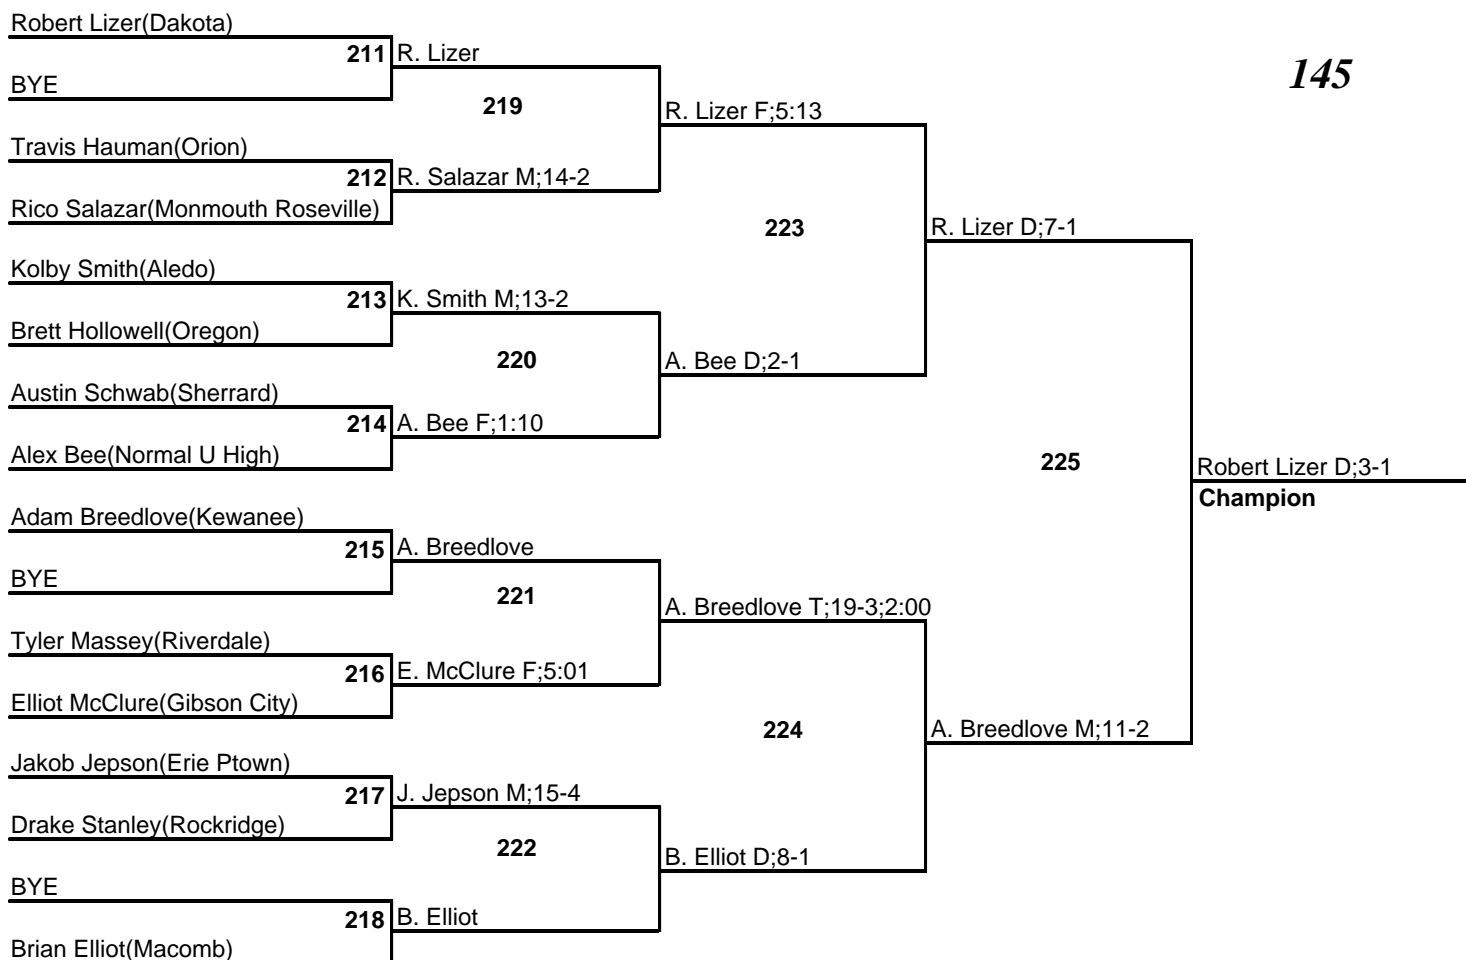 Robert Lizer(Dakota)
211 R. Lizer
BYE
145
219
R. Lizer F;5:13
Travis Hauman(Orion)
212 R. Salazar M;14-2
Rico Salazar(Monmouth Roseville)
223
R. Lizer D;7-1
Kolby Smith(Aledo)
213 K. Smith M;13-2
Brett Hollowell(Oregon)
220
A. Bee D;2-1
Austin Schwab(Sherrard)
214 A. Bee F;1:10
Alex Bee(Normal U High)
225
Robert Lizer D;3-1
Champion
Adam Breedlove(Kewanee)
215 A. Breedlove
BYE
221
A. Breedlove T;19-3;2:00
Tyler Massey(Riverdale)
216 E. McClure F;5:01
Elliot McClure(Gibson City)
224
A. Breedlove M;11-2
Jakob Jepson(Erie Ptown)
217 J. Jepson M;15-4
Drake Stanley(Rockridge)
222
B. Elliot D;8-1
BYE
218 B. Elliot
Brian Elliot(Macomb)